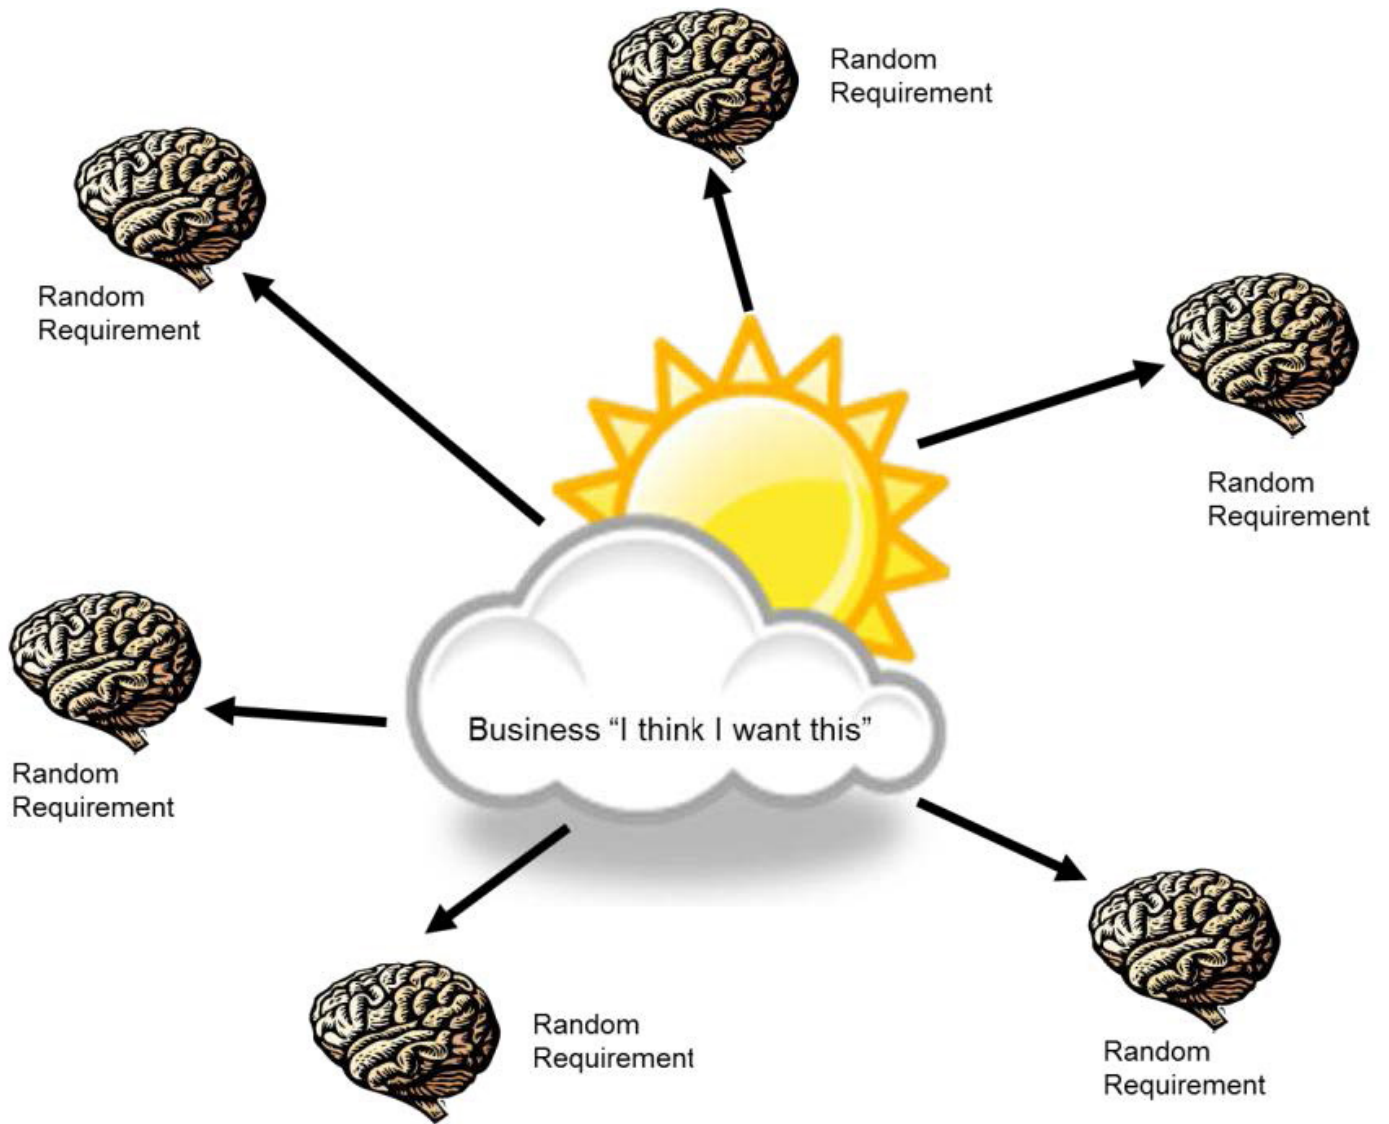 Random
Requirement
Random
Requirement
Random
Requirement
Business “I think I want this”
Random
Requirement
Random
Requirement
Random
Requirement